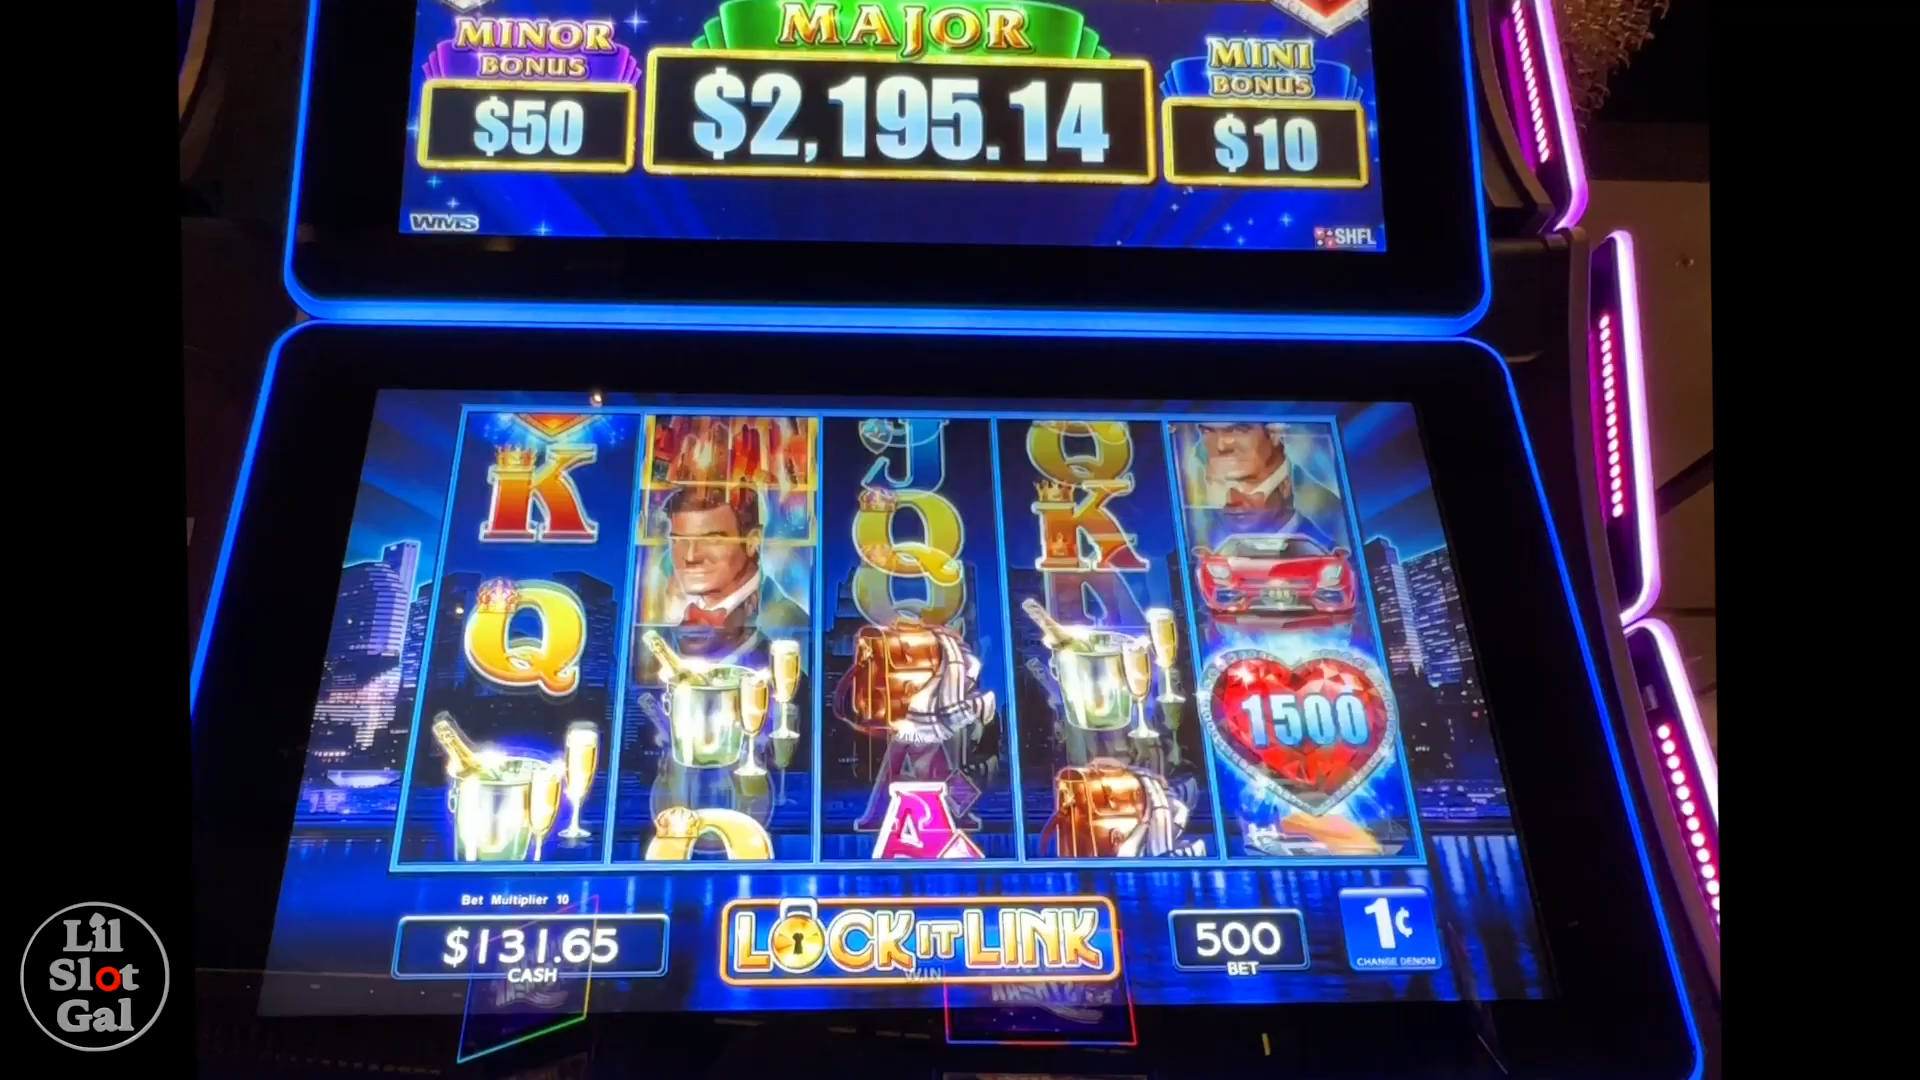 MINOR
BONUS
$50
MAJOR
$2,195.14
MINI
BONUS
$10
WMS
SHFL
K
Q
J
Q
A
Q
K
1500
Bet Multiplier 10
$131.65
CASH
LOCK IT LINK
WIN
500
BET
1¢
CHANGE DENOM
Lil
Slot
Gal